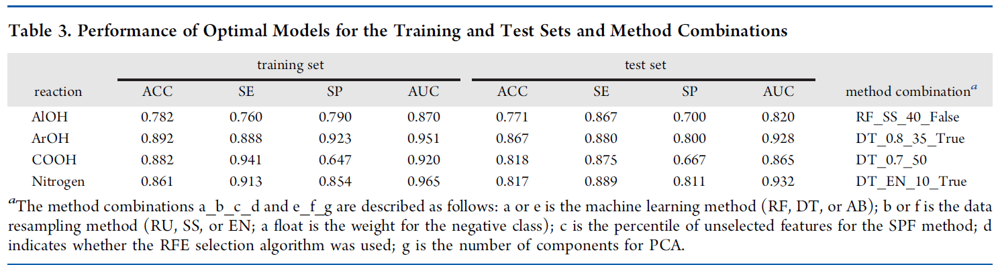 Table 3. Performance of Optimal Models for the Training and Test Sets and Method Combinations
training set test set
reaction ACC SE SP AUC ACC SE SP AUC method combinationa
AlOH 0.782 0.760 0.790 0.870 0.771 0.867 0.700 0.820 RF_SS_40_False
ArOH 0.892 0.888 0.923 0.951 0.867 0.880 0.800 0.928 DT_0.8_35_True
COOH 0.882 0.941 0.647 0.920 0.818 0.875 0.667 0.865 DT_0.7_50
Nitrogen 0.861 0.913 0.854 0.965 0.817 0.889 0.811 0.932 DT_EN_10_True
aThe method combinations a_b_c_d and e_f_g are described as follows: a or e is the machine learning method (RF, DT, or AB); b or f is the data
resampling method (RU, SS, or EN; a float is the weight for the negative class); c is the percentile of unselected features for the SPF method; d
indicates whether the RFE selection algorithm was used; g is the number of components for PCA.